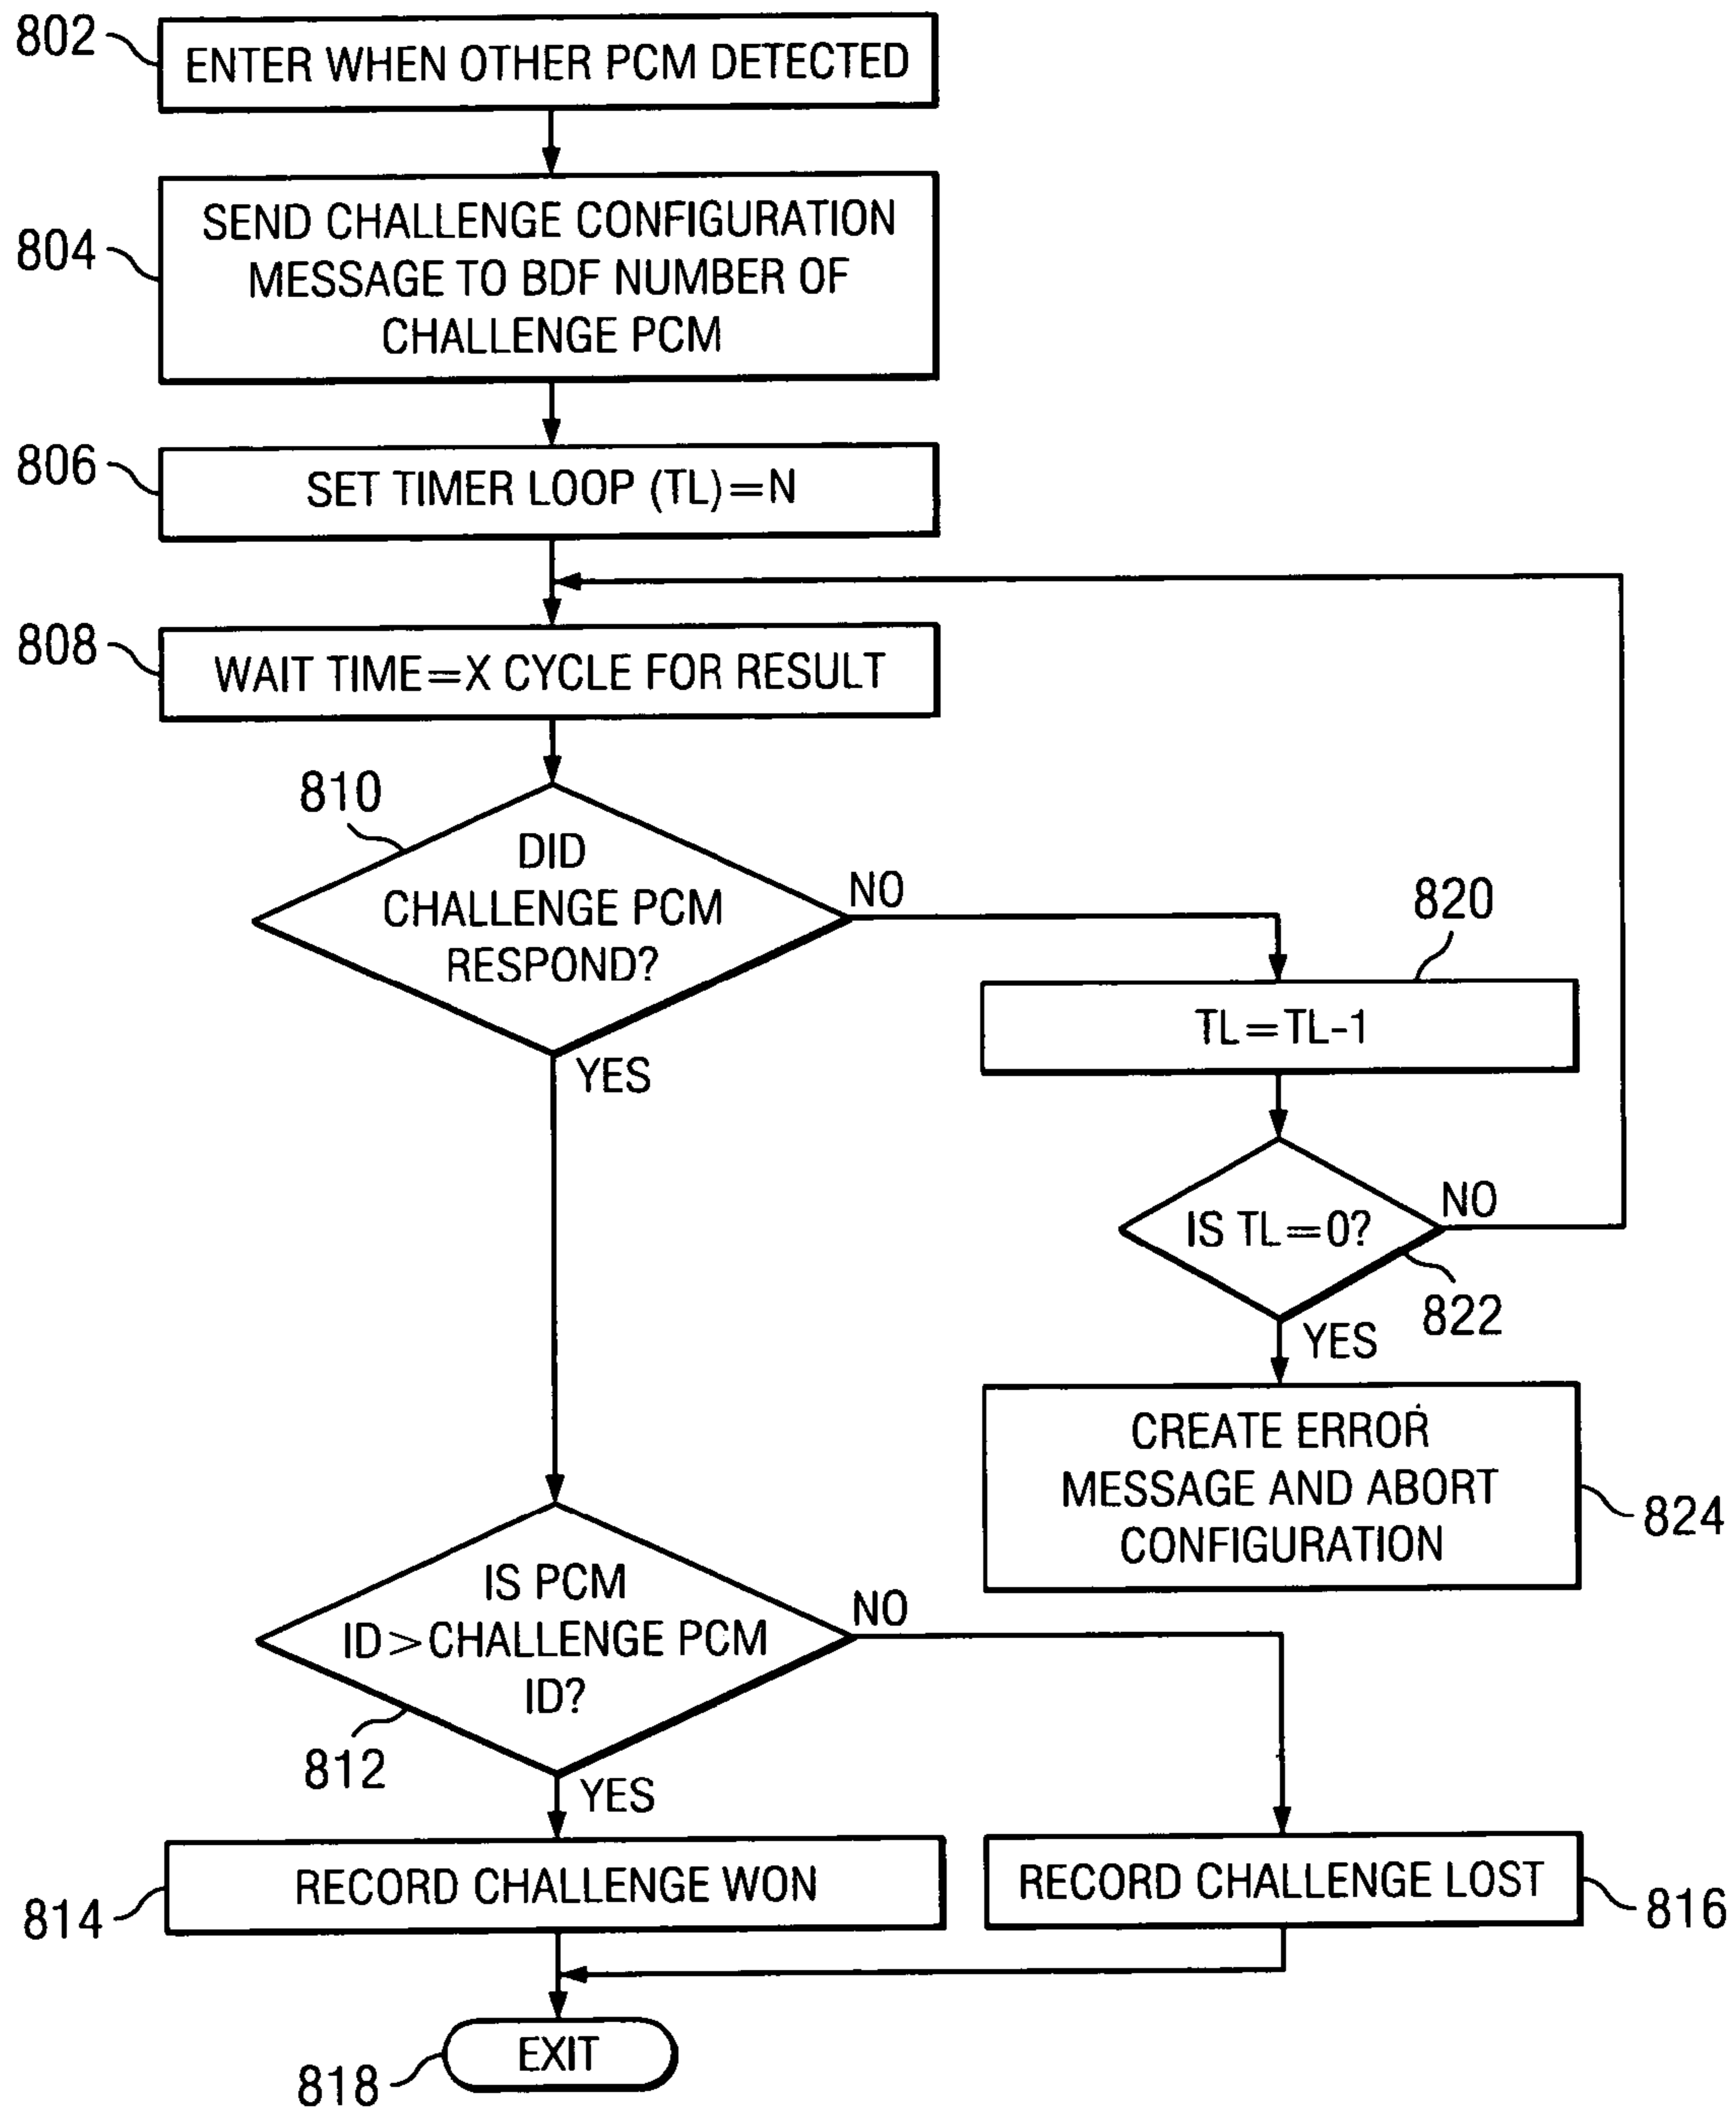 802
ENTER WHEN OTHER PCM DETECTED
804
SEND CHALLENGE CONFIGURATION
MESSAGE TO BDF NUMBER OF
CHALLENGE PCM
806
SET TIMER LOOP (TL)=N
808
WAIT TIME=X CYCLE FOR RESULT
810
DID
CHALLENGE PCM
RESPOND?
NO
YES
820
TL=TL-1
IS TL=0?
NO
822
YES
CREATE ERROR
MESSAGE AND ABORT
CONFIGURATION
824
IS PCM
ID>CHALLENGE PCM
ID?
NO
812
YES
RECORD CHALLENGE WON
814
RECORD CHALLENGE LOST
816
EXIT
818